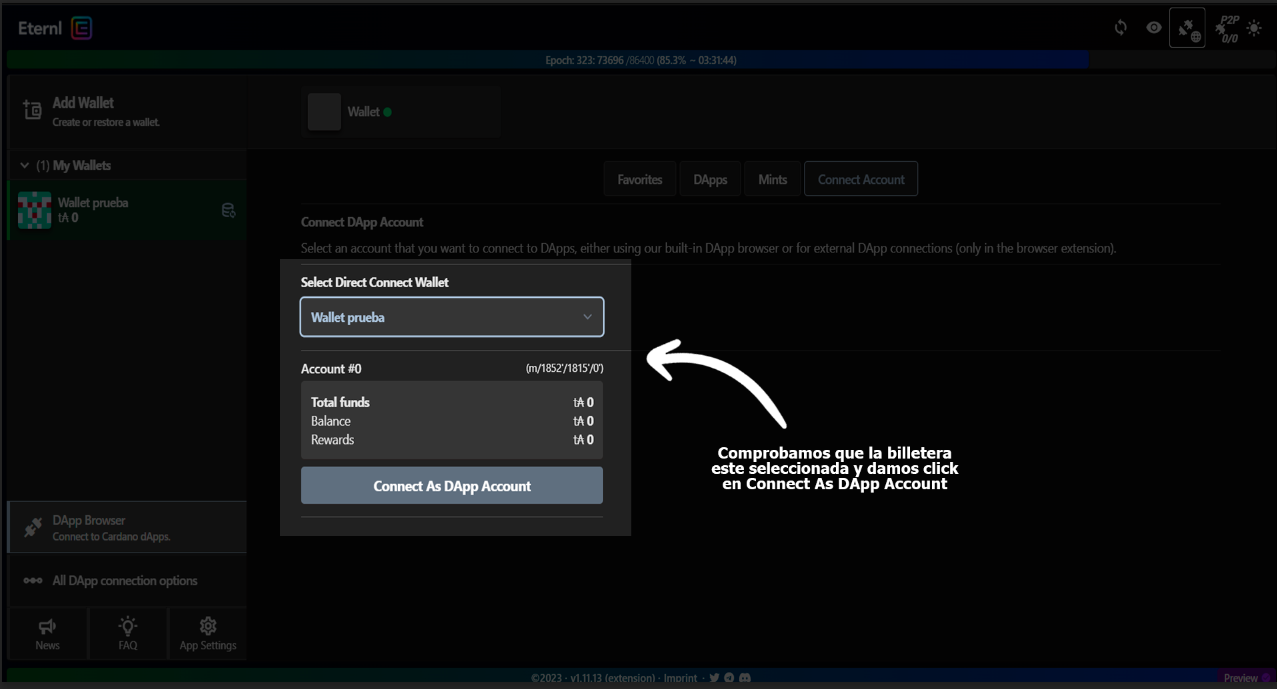 Eternl
P2P
0/0
Epoch: 323: 73696 /86400 (85.3% ~ 03:31:44)
Add Wallet
Create or restore a wallet.
Wallet
(1) My Wallets
Wallet prueba
t₳ 0
Favorites
DApps
Mints
Connect Account
Connect DApp Account
Select an account that you want to connect to DApps, either using our built-in DApp browser or for external DApp connections (only in the browser extension).
Select Direct Connect Wallet
Wallet prueba
Account #0 (m/1852'/1815'/0')
Total funds t₳ 0
Balance t₳ 0
Rewards t₳ 0
Connect As DApp Account
Comprobamos que la billetera
este seleccionada y damos click
en Connect As DApp Account
DApp Browser
Connect to Cardano dApps.
All DApp connection options
News
FAQ
App Settings
©2023 · v1.11.13 (extension) · Imprint ·
Preview